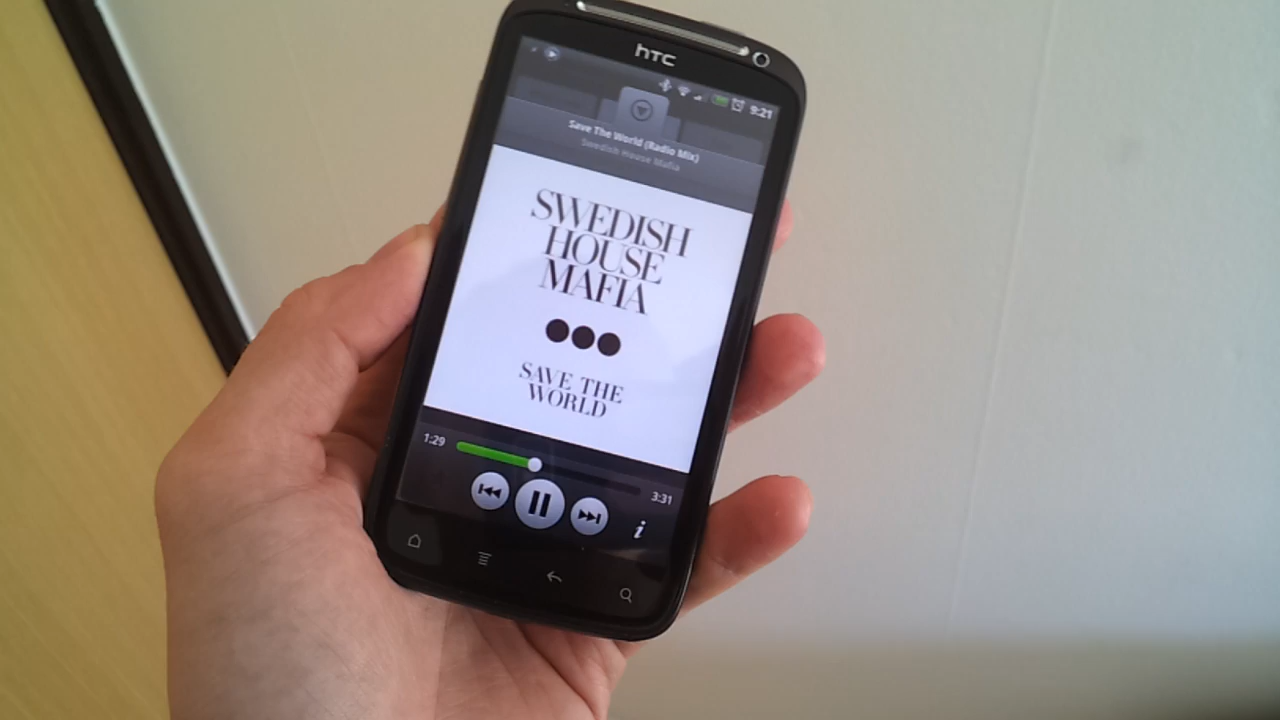 hTC
9:21
Save The World (Radio Mix)
Swedish House Mafia
SWEDISH
HOUSE
MAFIA
SAVE THE
WORLD
1:29
3:31
i